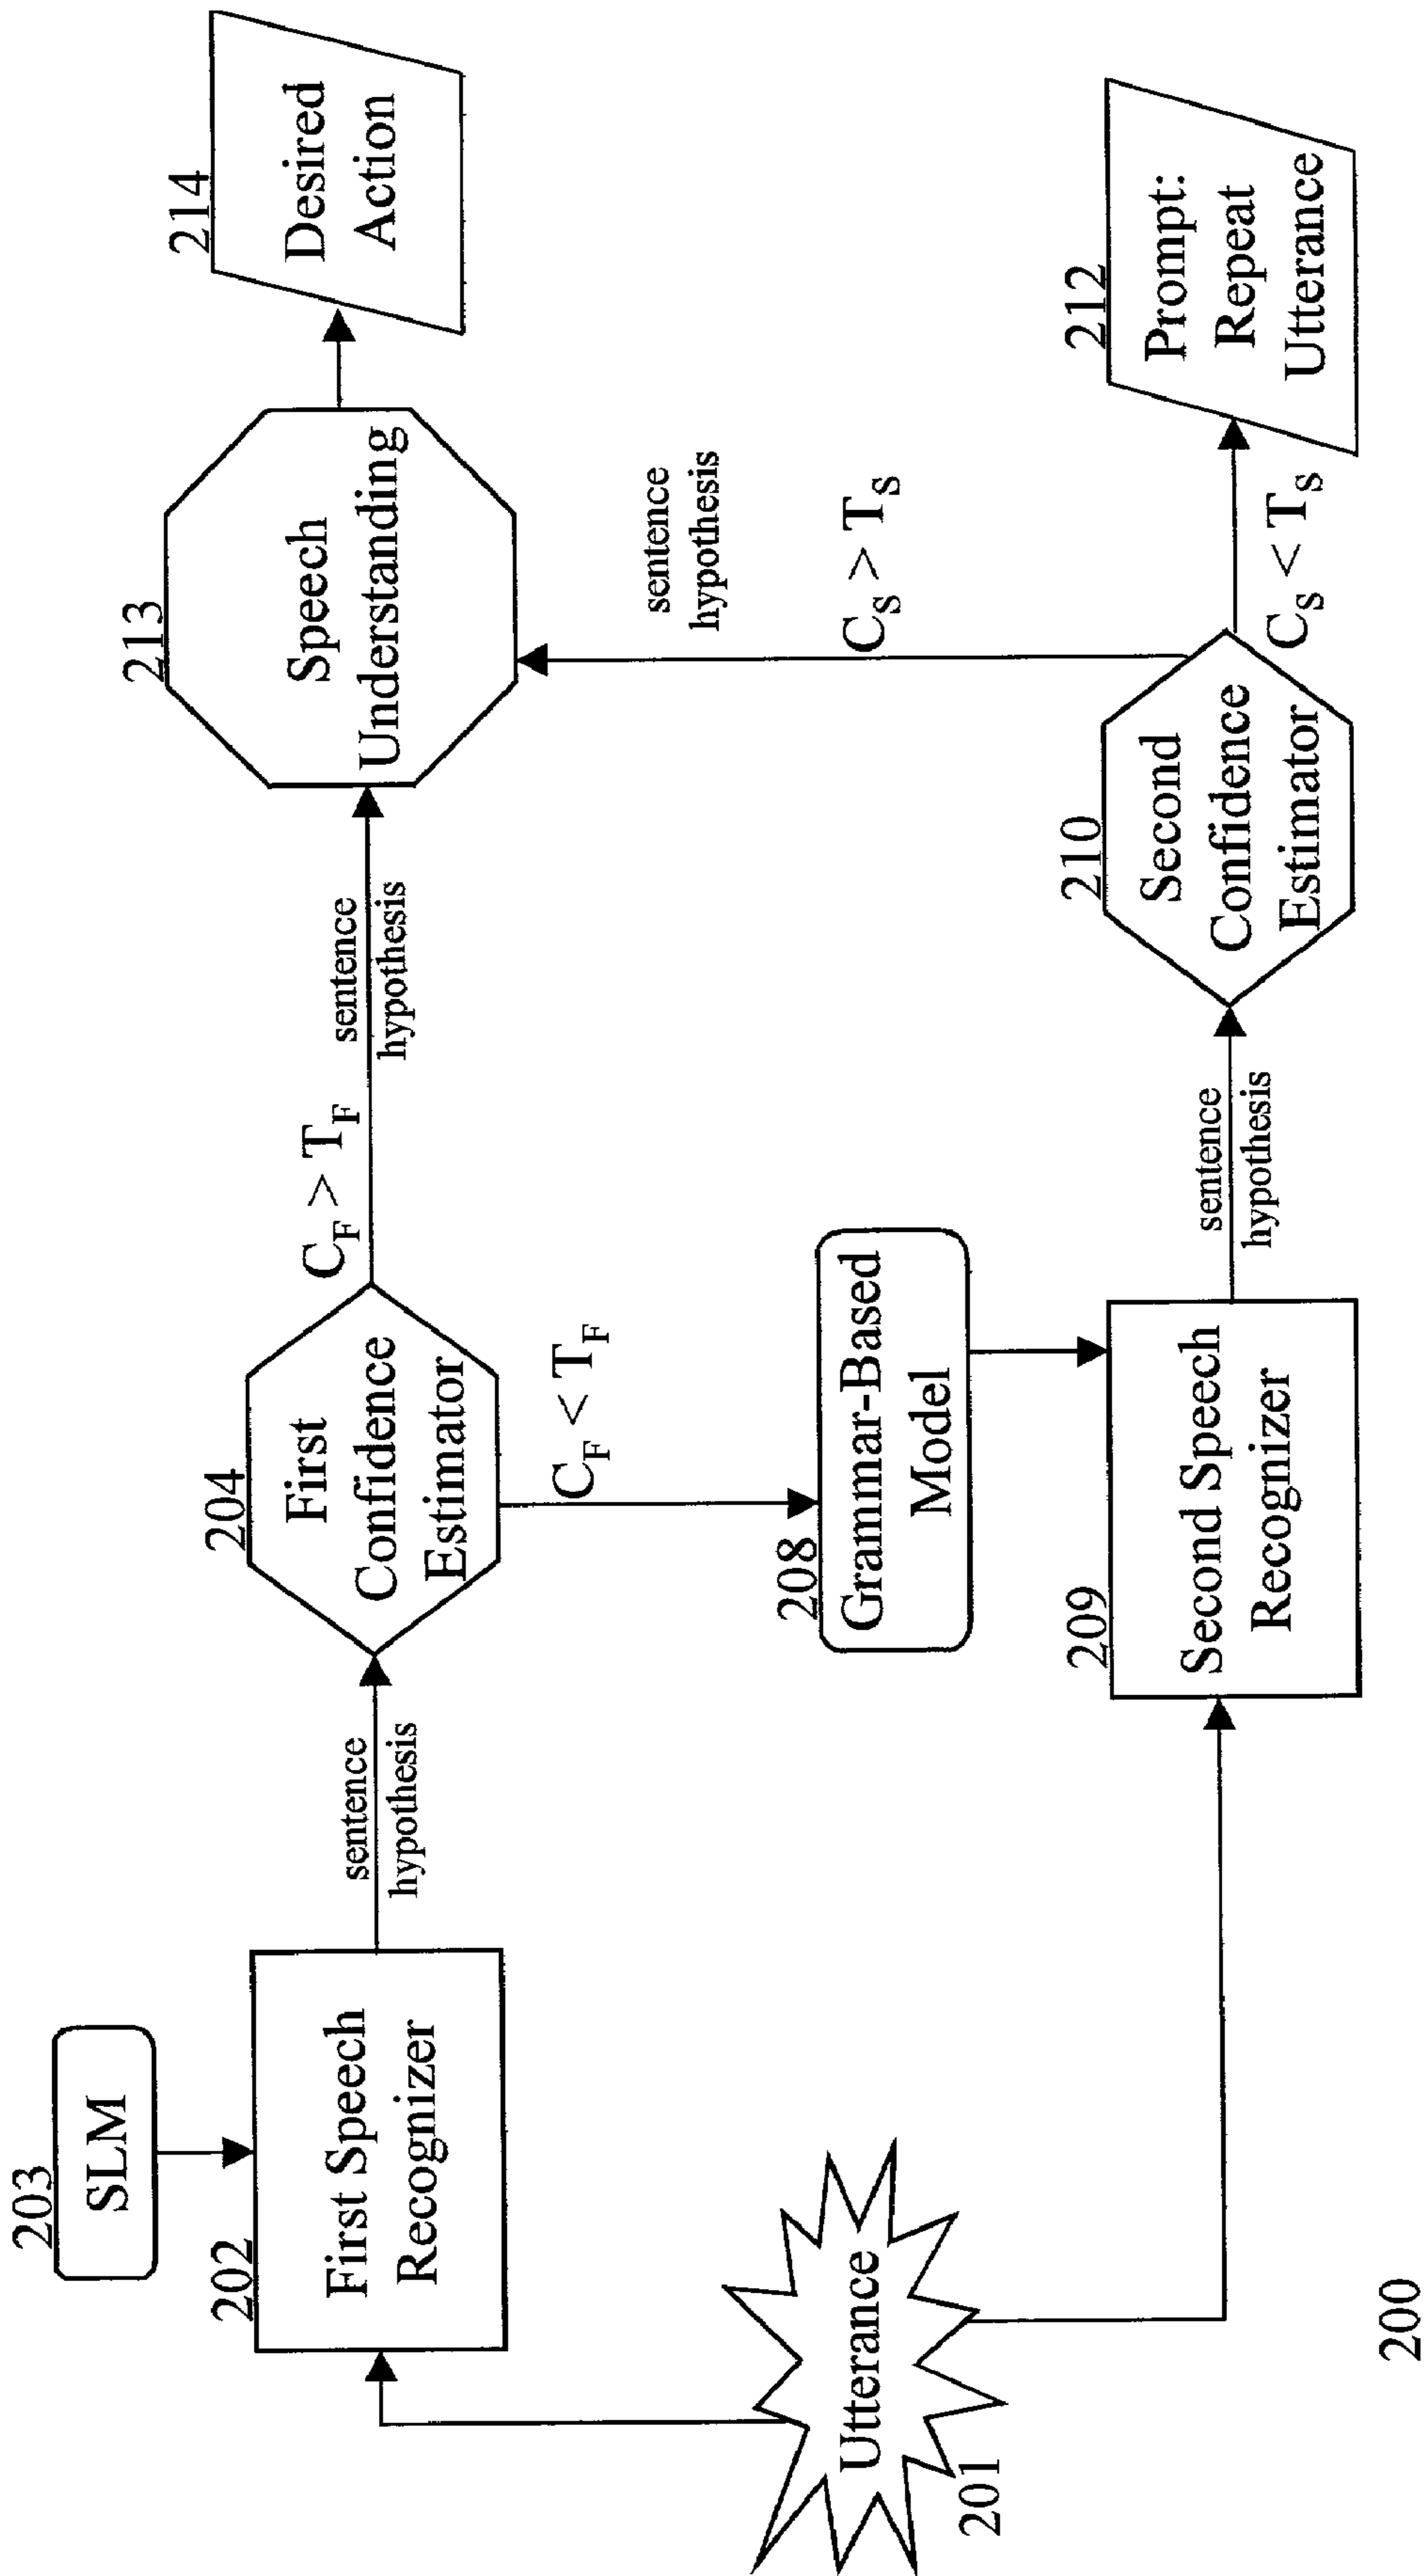 203
SLM
202
First Speech
Recognizer
sentence
hypothesis
204
First
Confidence
Estimator
C_F > T_F
sentence
hypothesis
213
Speech
Understanding
214
Desired
Action
C_F < T_F
208
Grammar-Based
Model
sentence
hypothesis
C_S > T_S
Utterance
201
209
Second Speech
Recognizer
sentence
hypothesis
210
Second
Confidence
Estimator
C_S < T_S
212
Prompt:
Repeat
Utterance
200